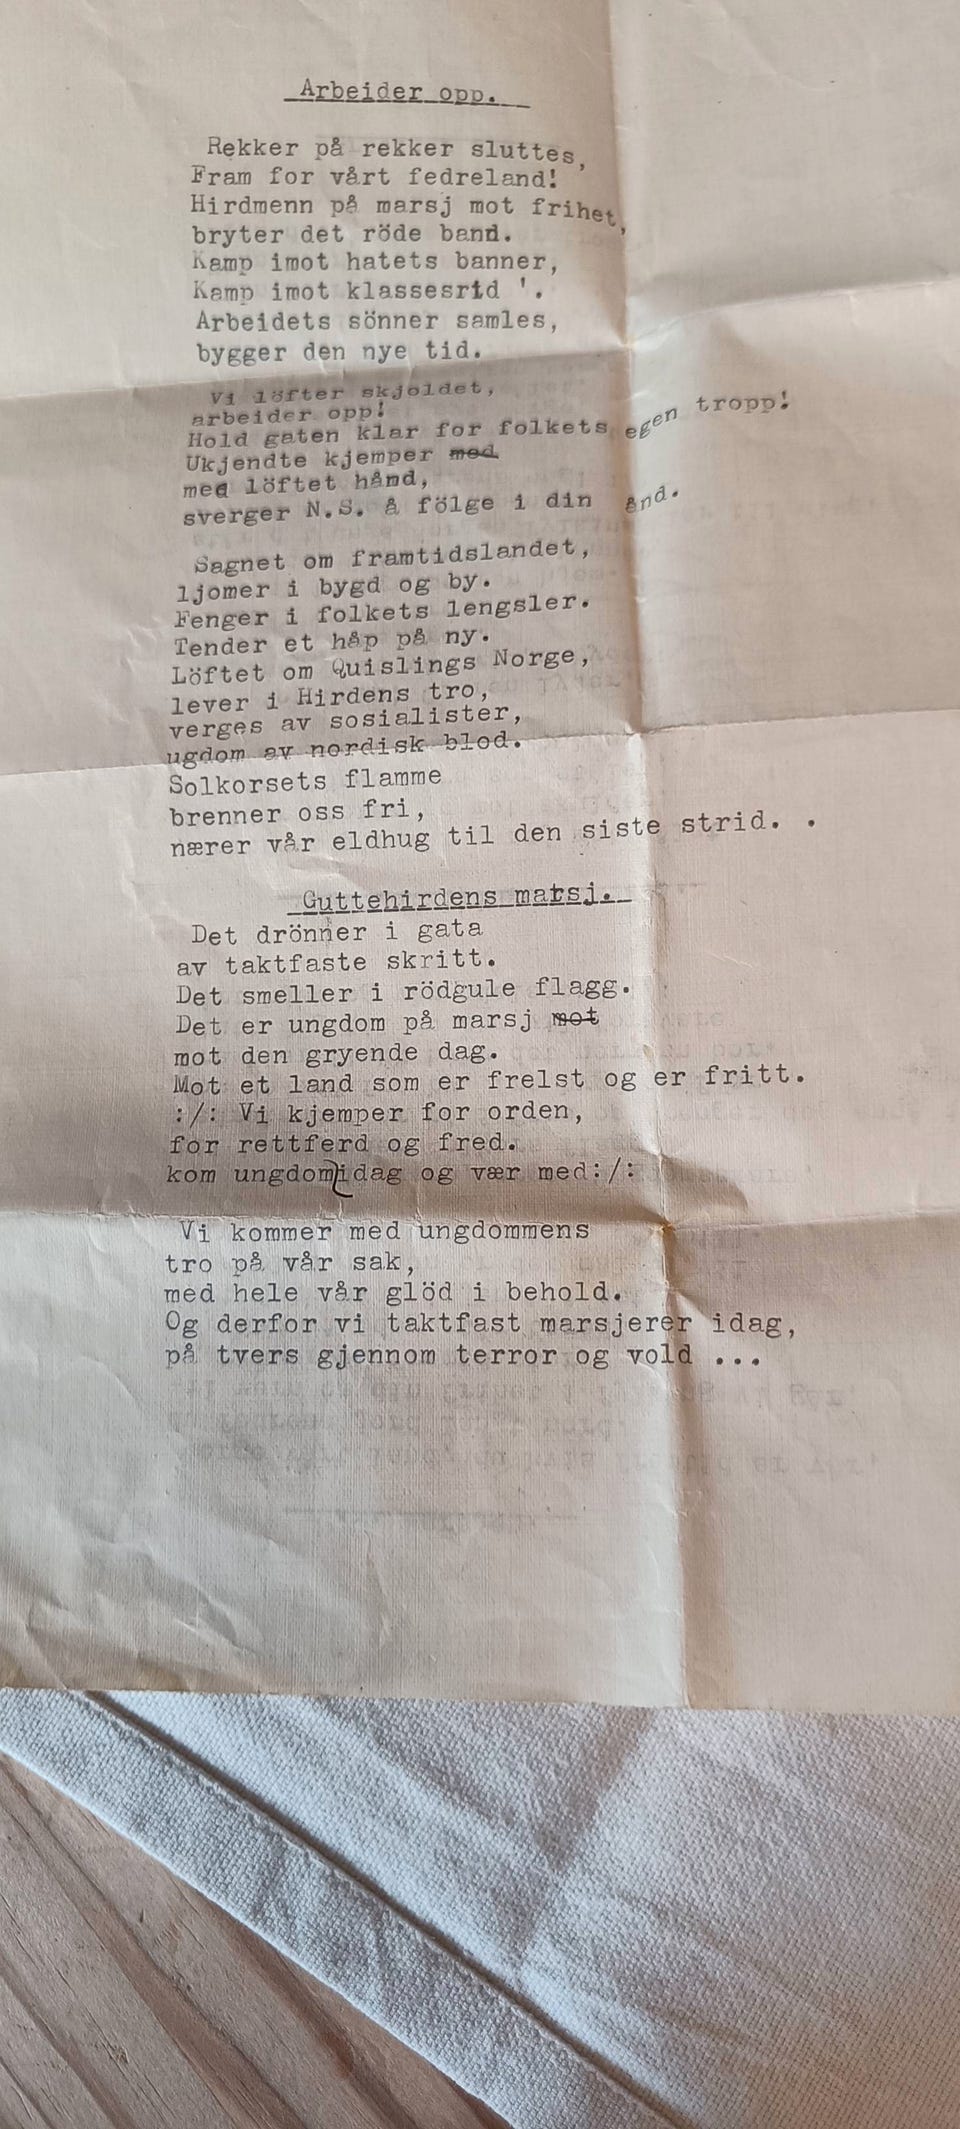 Arbeider opp.
Rekker på rekker sluttes,
Fram for vårt fedreland!
Hirdmenn på marsj mot frihet,
bryter det röde band.
Kamp imot hatets banner,
Kamp imot klassesrtd '.
Arbeidets sönner samles,
bygger den nye tid.
Vi löfter skjoldet,
arbeider opp!
Hold gaten klar for folkets egen tropp!
Ukjendte kjemper med
med löftet hånd,
sverger N.S. å fölge i din ånd.
Sagnet om framtidslandet,
ljomer i bygd og by.
Fenger i folkets lengsler.
Tender et håp på ny.
Löftet om Quislings Norge,
lever i Hirdens tro,
verges av sosialister,
ugdom av nordisk blod.
Solkorsets flamme
brenner oss fri,
nærer vår eldhug til den siste strid. .
Guttehirdens marsj.
Det drönner i gata
av taktfaste skritt.
Det smeller i rödgule flagg.
Det er ungdom på marsj mot
mot den gryende dag.
Mot et land som er frelst og er fritt.
:/: Vi kjemper for orden,
for rettferd og fred.
kom ungdomidag og vær med:/:
Vi kommer med ungdommens
tro på vår sak,
med hele vår glöd i behold.
Og derfor vi taktfast marsjerer idag,
på tvers gjennom terror og vold ...